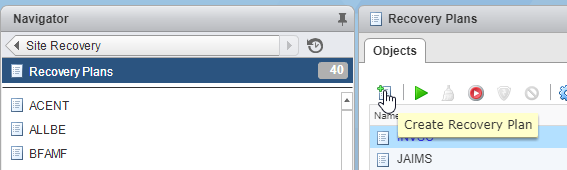 Navigator
Site Recovery
Recovery Plans 40
ACENT
ALLBE
BFAMF
Recovery Plans
Objects
Create Recovery Plan
JAIMS